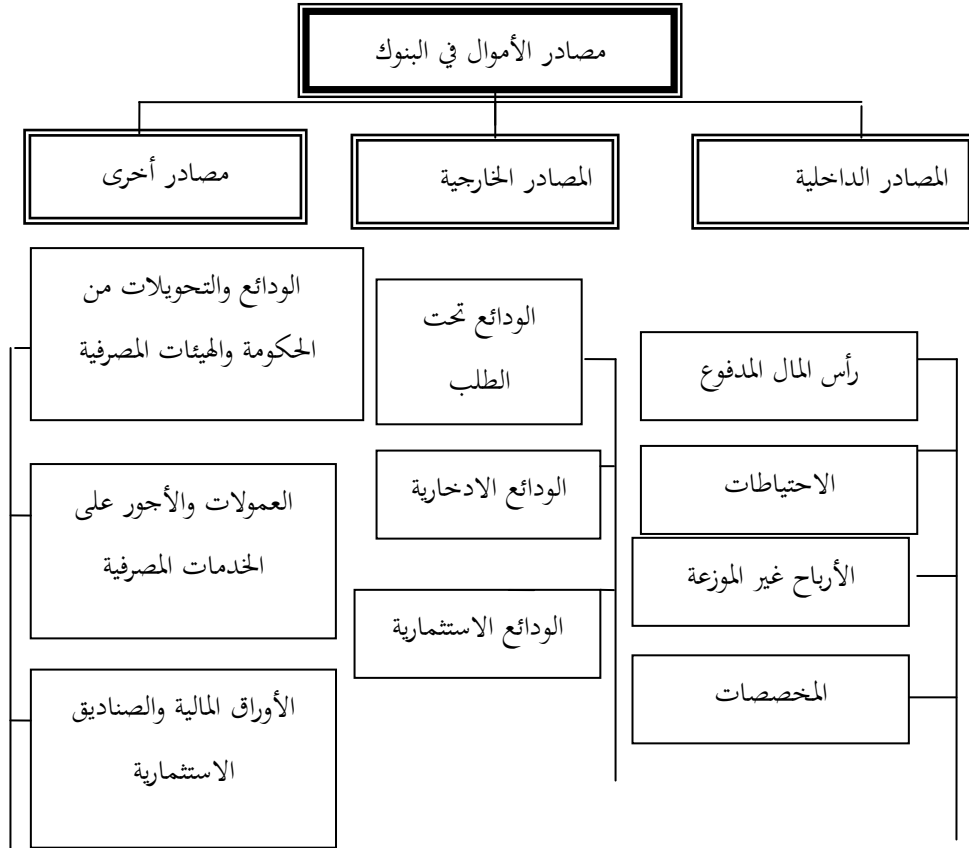 مصادر الأموال في البنوك
المصادر الداخلية
المصادر الخارجية
مصادر أخرى
رأس المال المدفوع
الاحتياطات
الأرباح غير الموزعة
المخصصات
الودائع تحت
الطلب
الودائع الادخارية
الودائع الاستثمارية
الودائع والتحويلات من
الحكومة والهيئات المصرفية
العمولات والأجور على
الخدمات المصرفية
الأوراق المالية والصناديق
الاستثمارية